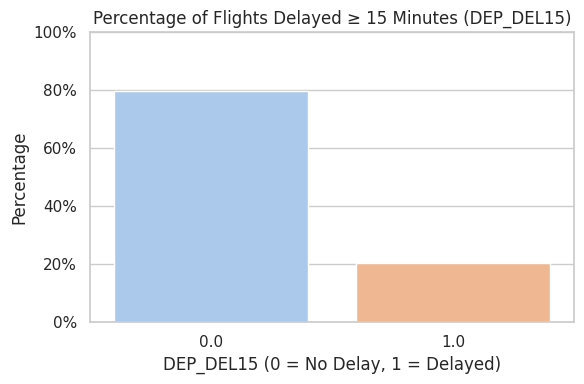 Percentage of Flights Delayed ≥ 15 Minutes (DEP_DEL15)
100%
80%
60%
40%
20%
0%
Percentage
0.0 1.0
DEP_DEL15 (0 = No Delay, 1 = Delayed)